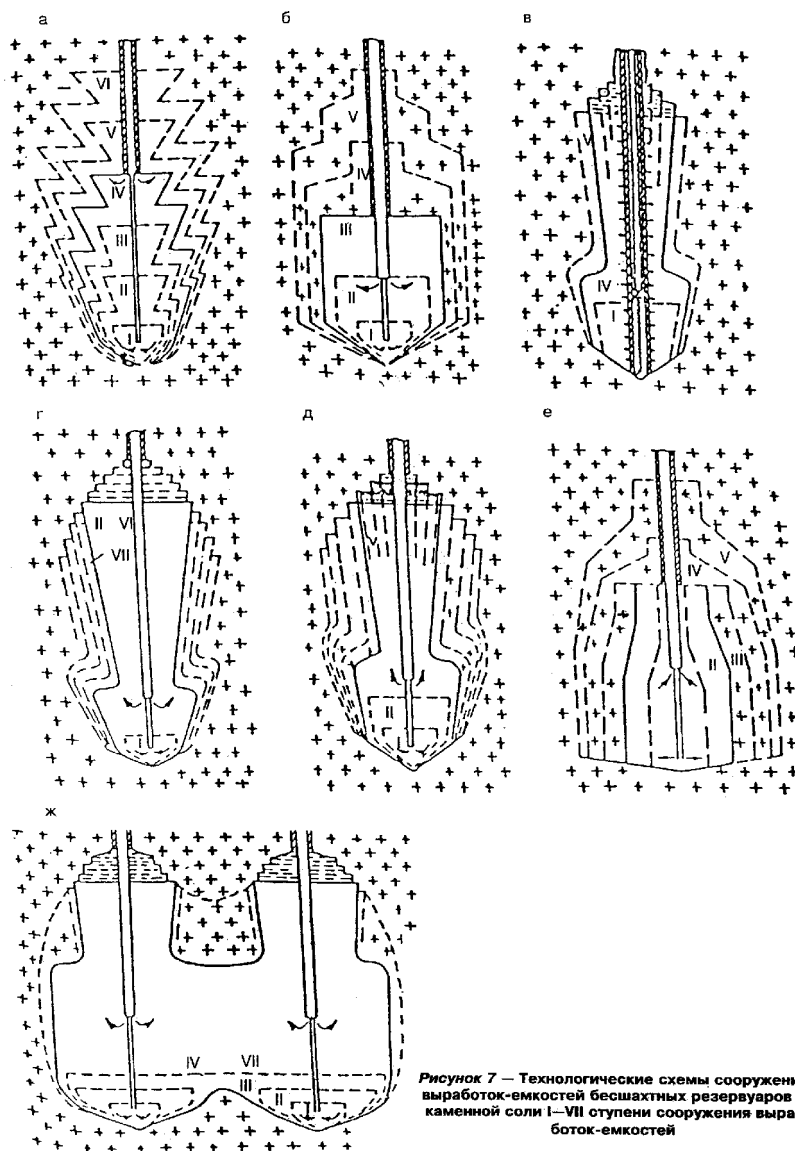 а б в
VI
V
IV
III
II
V
IV
III
II
I
V
IV
I
г д е
II VI
VII
V
II
V
IV
II III
ж
IV VII
III
II
I
Рисунок 7 — Технологические схемы сооружени
выработок-емкостей бесшахтных резервуаров
каменной соли I—VII ступени сооружения выра
боток-емкостей